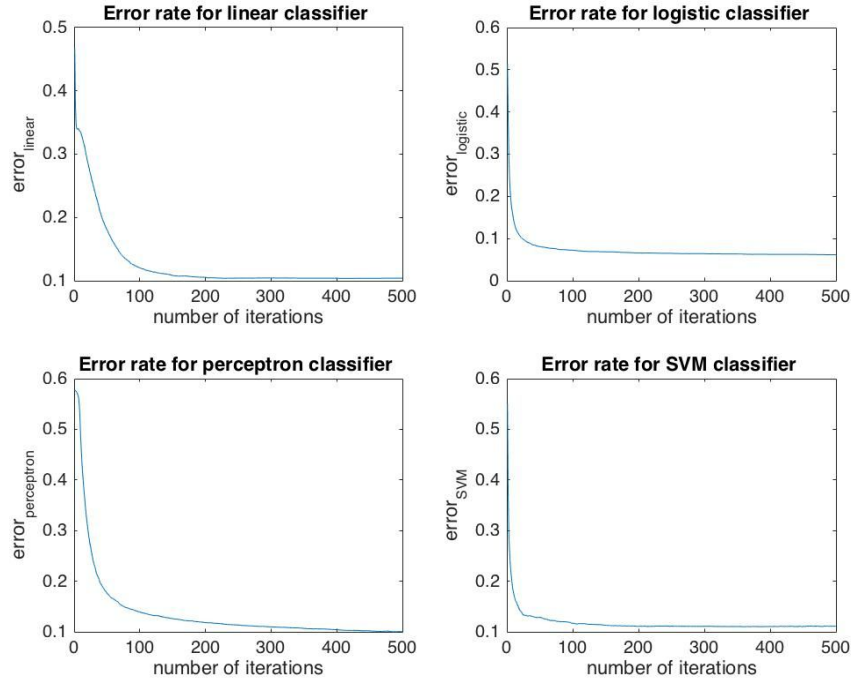 Error rate for linear classifier
0.5
0.4
0.3
0.2
0.1
error_linear
0 100 200 300 400 500
number of iterations
Error rate for logistic classifier
0.6
0.5
0.4
0.3
0.2
0.1
0
error_logistic
0 100 200 300 400 500
number of iterations
Error rate for perceptron classifier
0.6
0.5
0.4
0.3
0.2
0.1
error_perceptron
0 100 200 300 400 500
number of iterations
Error rate for SVM classifier
0.6
0.5
0.4
0.3
0.2
0.1
error_SVM
0 100 200 300 400 500
number of iterations